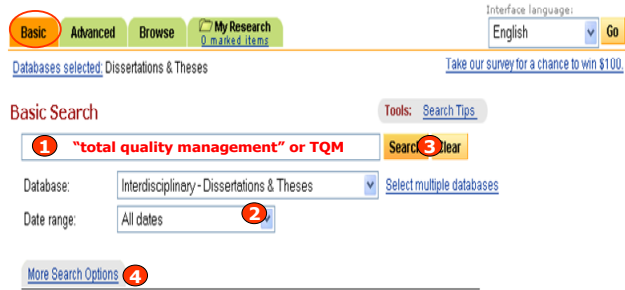 Interface language:
Basic Advanced Browse My Research
0 marked items
English Go
Databases selected: Dissertations & Theses
Take our survey for a chance to win $100.
Basic Search
Tools: Search Tips
1 “total quality management” or TQM Search 3 Clear
Database: Interdisciplinary - Dissertations & Theses Select multiple databases
Date range: All dates 2
More Search Options 4